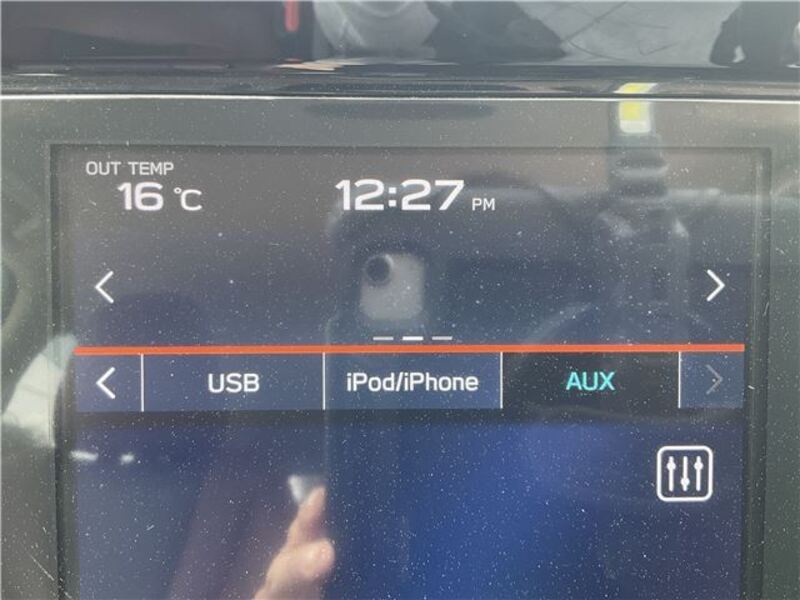 OUT TEMP
16 °C
12:27 PM
USB
iPod/iPhone
AUX